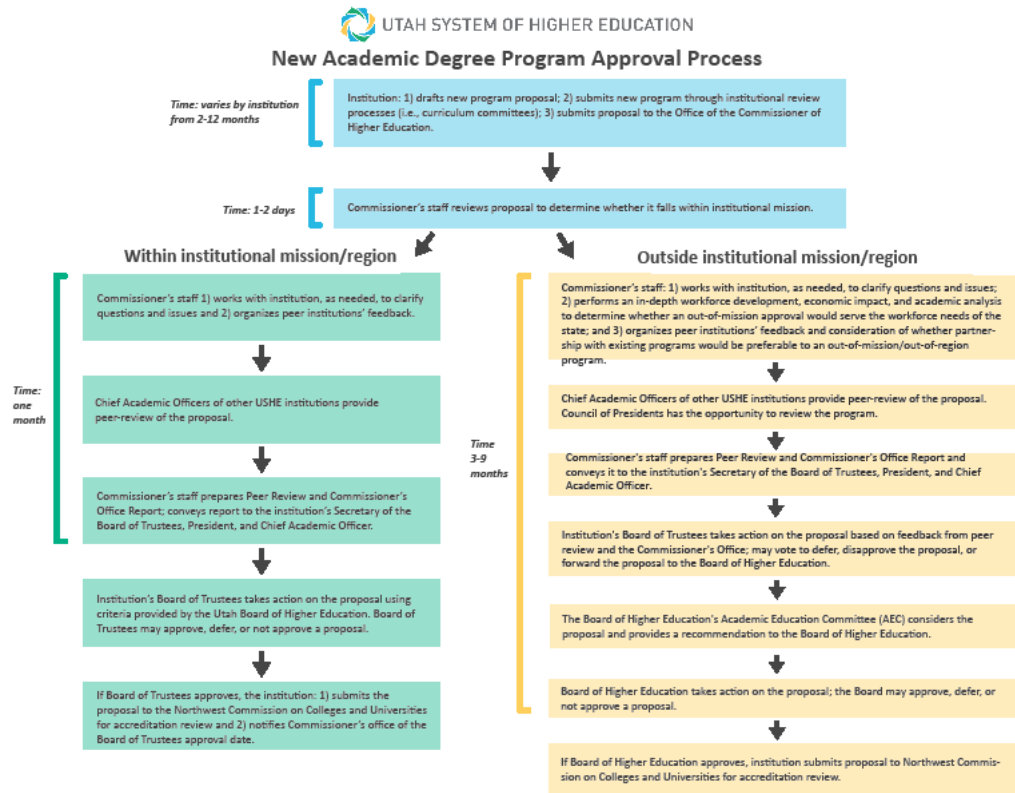 UTAH SYSTEM OF HIGHER EDUCATION
New Academic Degree Program Approval Process
Time: varies by institution
from 2-12 months
Institution: 1) drafts new program proposal; 2) submits new program through institutional review
processes (i.e., curriculum committees); 3) submits proposal to the Office of the Commissioner of
Higher Education.
Time: 1-2 days
Commissioner's staff reviews proposal to determine whether it falls within institutional mission.
Within institutional mission/region
Time:
one
month
Commissioner's staff 1) works with institution, as needed, to clarify
questions and issues and 2) organizes peer institutions' feedback.
Chief Academic Officers of other USHE institutions provide
peer-review of the proposal.
Commissioner's staff prepares Peer Review and Commissioner's
Office Report; conveys report to the institution's Secretary of the
Board of Trustees, President, and Chief Academic Officer.
Institution's Board of Trustees takes action on the proposal using
criteria provided by the Utah Board of Higher Education. Board of
Trustees may approve, defer, or not approve a proposal.
If Board of Trustees approves, the institution: 1) submits the
proposal to the Northwest Commission on Colleges and Universities
for accreditation review and 2) notifies Commissioner's office of the
Board of Trustees approval date.
Outside institutional mission/region
Time
3-9
months
Commissioner's staff: 1) works with institution, as needed, to clarify questions and issues;
2) performs an in-depth workforce development, economic impact, and academic analysis
to determine whether an out-of-mission approval would serve the workforce needs of the
state; and 3) organizes peer institutions' feedback and consideration of whether partner-
ship with existing programs would be preferable to an out-of-mission/out-of-region
program.
Chief Academic Officers of other USHE institutions provide peer-review of the proposal.
Council of Presidents has the opportunity to review the program.
Commissioner's staff prepares Peer Review and Commissioner's Office Report and
conveys it to the institution's Secretary of the Board of Trustees, President, and Chief
Academic Officer.
Institution's Board of Trustees takes action on the proposal based on feedback from peer
review and the Commissioner's Office; may vote to defer, disapprove the proposal, or
forward the proposal to the Board of Higher Education.
The Board of Higher Education's Academic Education Committee (AEC) considers the
proposal and provides a recommendation to the Board of Higher Education.
Board of Higher Education takes action on the proposal; the Board may approve, defer, or
not approve a proposal.
If Board of Higher Education approves, institution submits proposal to Northwest Commis-
sion on Colleges and Universities for accreditation review.